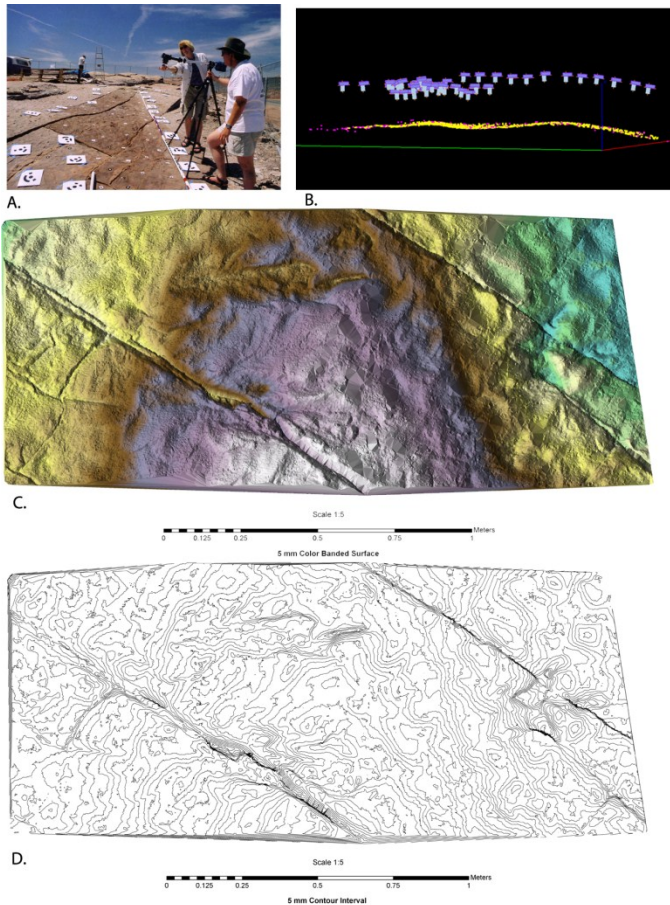 A.
B.
C.
Scale 1:5
Meters
0 0.125 0.25 0.5 0.75 1
5 mm Color Banded Surface
D.
Scale 1:5
Meters
0 0.125 0.25 0.5 0.75 1
5 mm Contour Interval